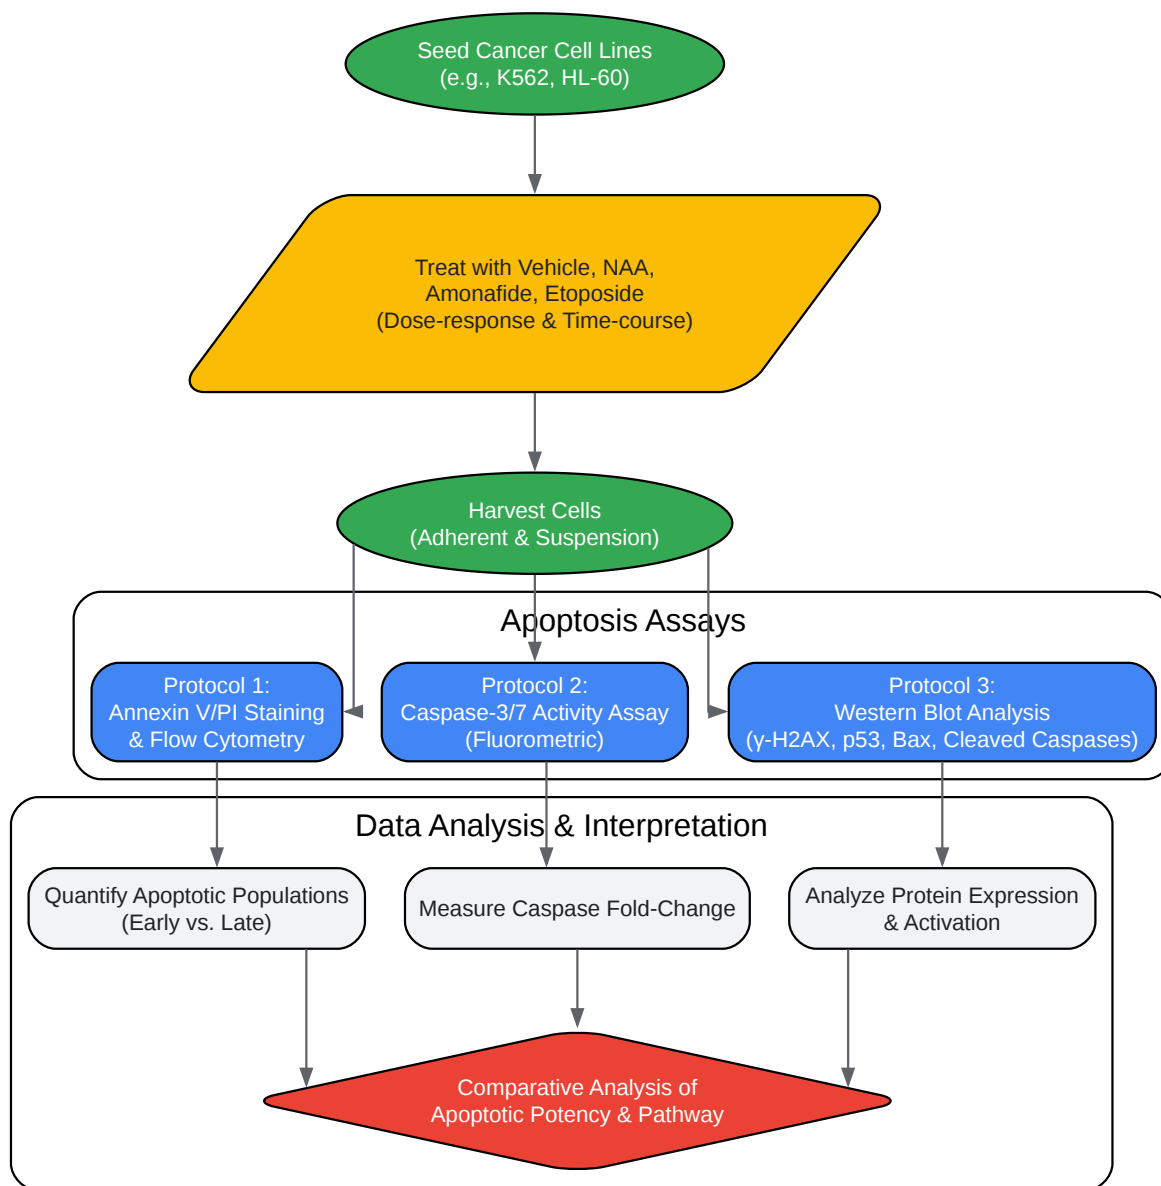 Seed Cancer Cell Lines
(e.g., K562, HL-60)
Treat with Vehicle, NAA,
Amonafide, Etoposide
(Dose-response & Time-course)
Harvest Cells
(Adherent & Suspension)
Apoptosis Assays
Protocol 1:
Annexin V/PI Staining
& Flow Cytometry
Protocol 2:
Caspase-3/7 Activity Assay
(Fluorometric)
Protocol 3:
Western Blot Analysis
(γ-H2AX, p53, Bax, Cleaved Caspases)
Data Analysis & Interpretation
Quantify Apoptotic Populations
(Early vs. Late)
Measure Caspase Fold-Change
Analyze Protein Expression
& Activation
Comparative Analysis of
Apoptotic Potency & Pathway